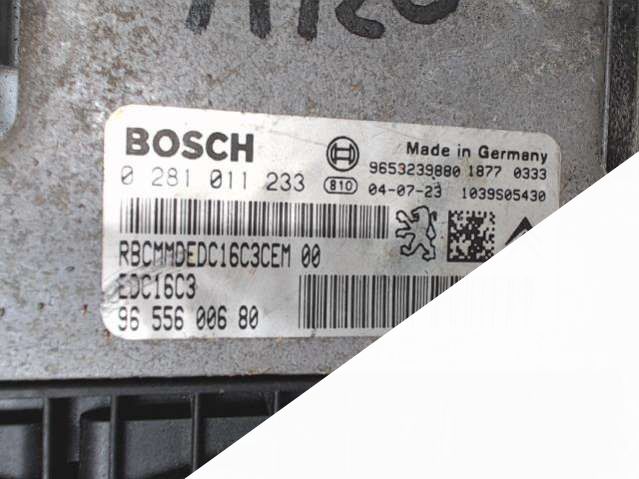 BOSCH
Made in Germany
9653239880 1877 0333
0 281 011 233
810 04-07-23 1039S05430
RBCMMDEDC16C3CEM 00
EDC16C3
96 556 006 80